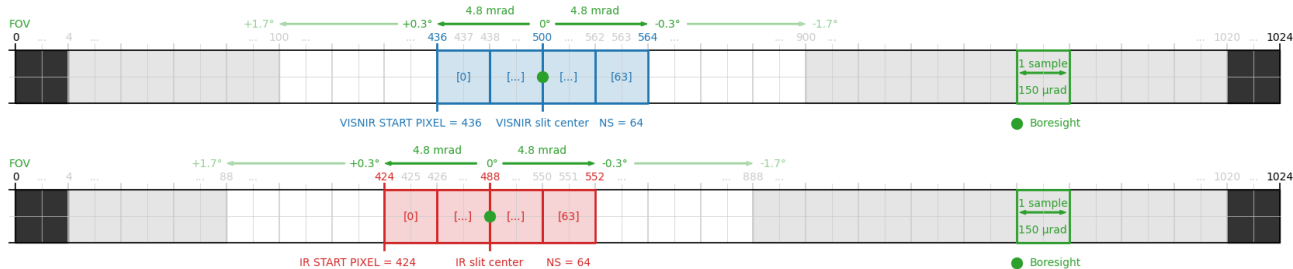 4.8 mrad 4.8 mrad
FOV +1.7° +0.3° 0° -0.3° -1.7°
0 ... 4 ... ... 100 ... ... 436 437 438 ... 500 ... 562 563 564 ... ... 900 ... ... 1020 ... 1024
[0] [...] [...] [63] 1 sample
150 μrad
VISNIR START PIXEL = 436 VISNIR slit center NS = 64 Boresight
4.8 mrad 4.8 mrad
FOV +1.7° +0.3° 0° -0.3° -1.7°
0 ... 4 ... ... 88 ... 424 425 426 ... 488 ... 550 551 552 ... ... 888 ... ... 1020 ... 1024
[0] [...] [...] [63] 1 sample
150 μrad
IR START PIXEL = 424 IR slit center NS = 64 Boresight